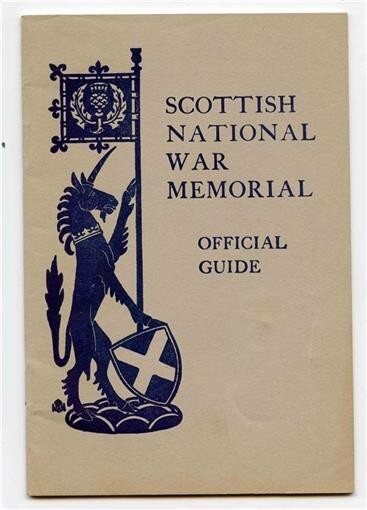 SCOTTISH
NATIONAL
WAR
MEMORIAL
OFFICIAL
GUIDE